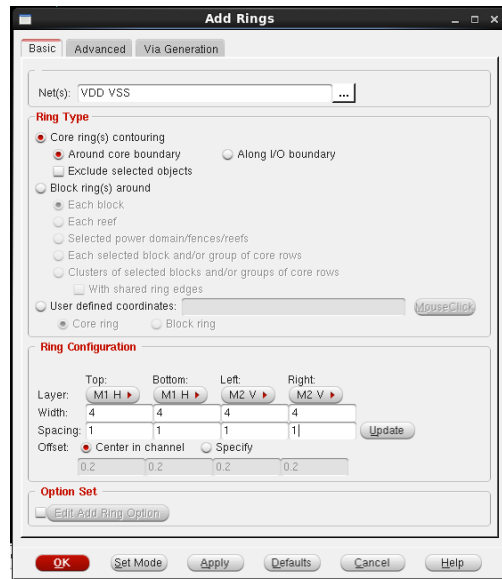 Add Rings
Basic Advanced Via Generation
Net(s): VDD VSS ...
Ring Type
Core ring(s) contouring
Around core boundary Along I/O boundary
Exclude selected objects
Block ring(s) around
Each block
Each reef
Selected power domain/fences/reefs
Each selected block and/or group of core rows
Clusters of selected blocks and/or groups of core rows
With shared ring edges
User defined coordinates: MouseClick
Core ring Block ring
Ring Configuration
Top: Bottom: Left: Right:
Layer: M1 H M1 H M2 V M2 V
Width: 4 4 4 4
Spacing: 1 1 1 1 Update
Offset: Center in channel Specify
0.2 0.2 0.2 0.2
Option Set
Edit Add Ring Option
OK Set Mode Apply Defaults Cancel Help